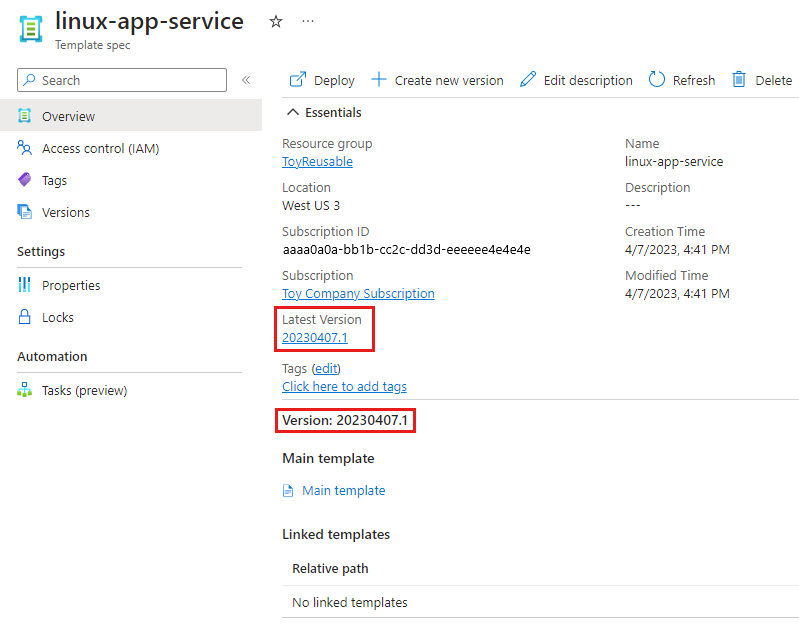 linux-app-service
Template spec
Search
Overview
Access control (IAM)
Tags
Versions
Settings
Properties
Locks
Automation
Tasks (preview)
Deploy
Create new version
Edit description
Refresh
Delete
Essentials
Resource group
ToyReusable
Location
West US 3
Subscription ID
aaaa0a0a-bb1b-cc2c-dd3d-eeeeee4e4e4e
Subscription
Toy Company Subscription
Latest Version
20230407.1
Tags (edit)
Click here to add tags
Name
linux-app-service
Description
---
Creation Time
4/7/2023, 4:41 PM
Modified Time
4/7/2023, 4:41 PM
Version: 20230407.1
Main template
Main template
Linked templates
Relative path
No linked templates